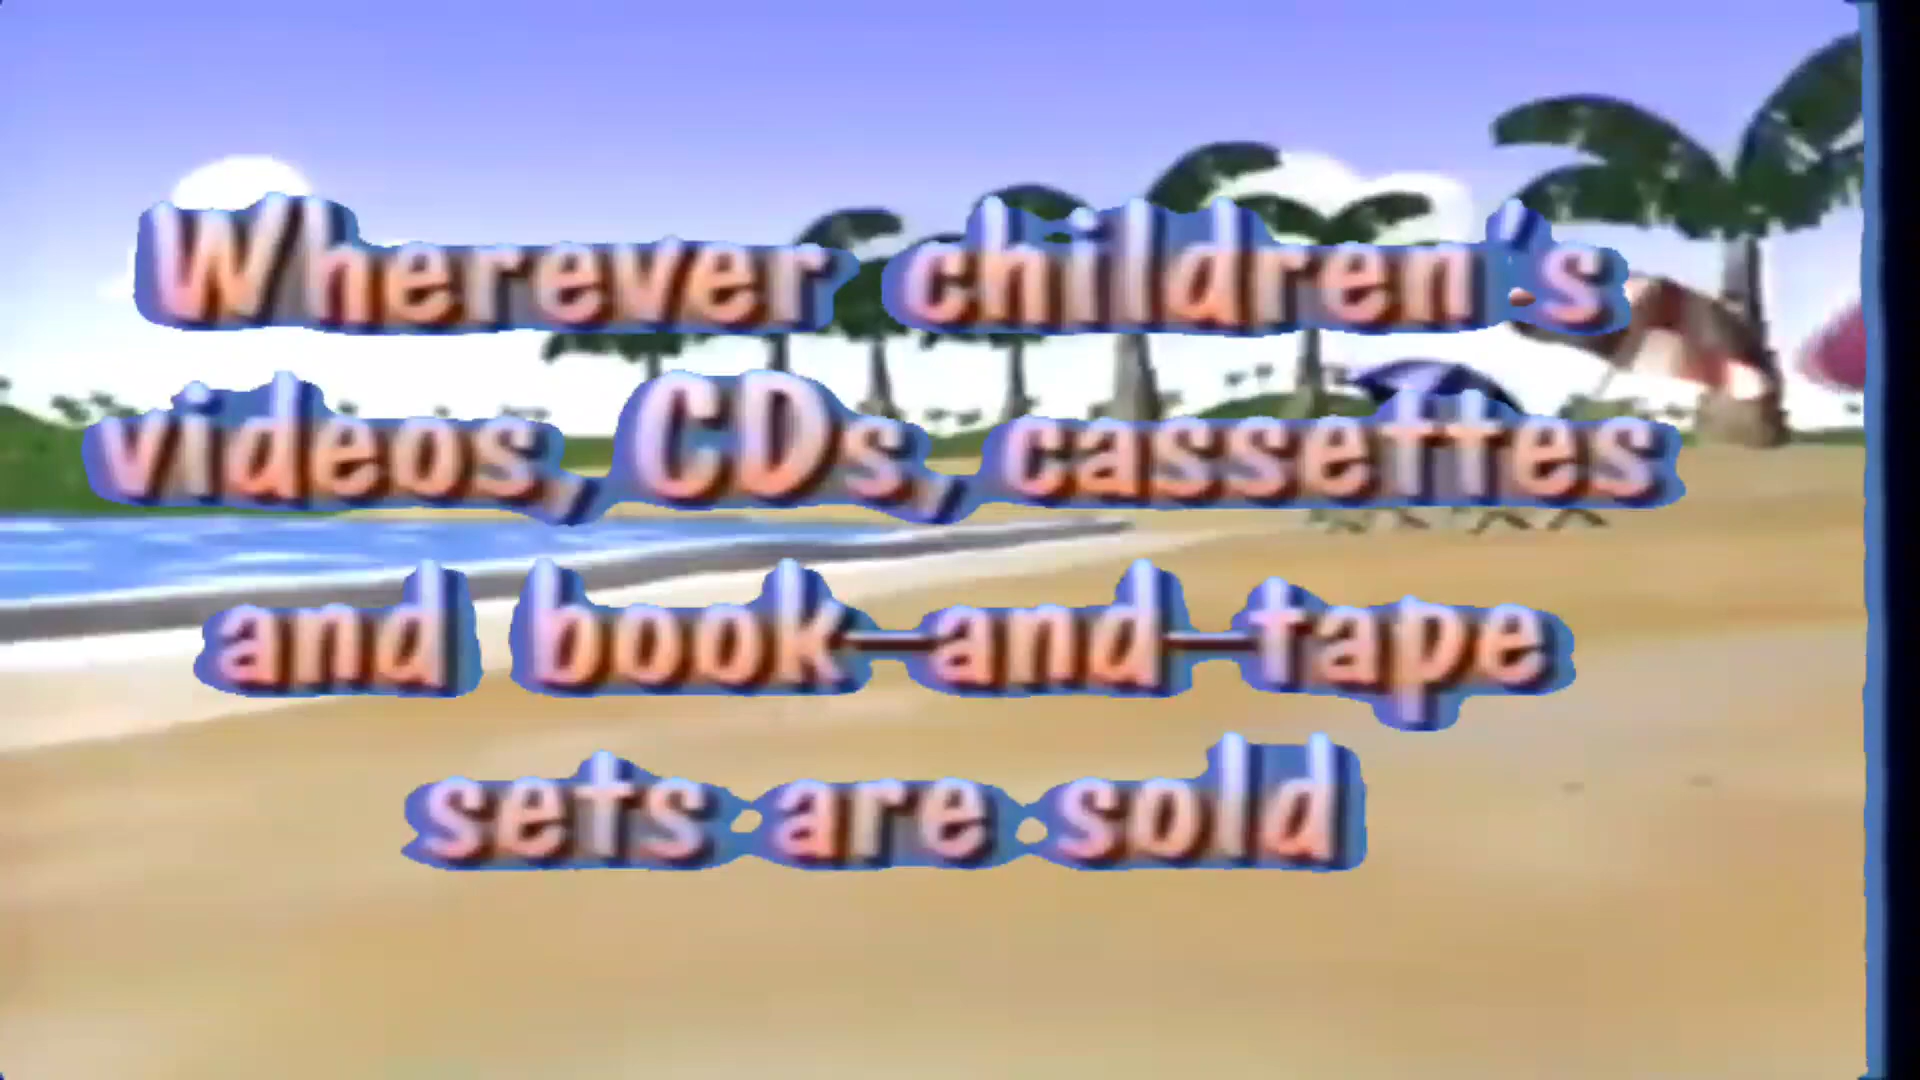 Wherever children's
videos, CDs, cassettes
and book-and-tape
sets are sold